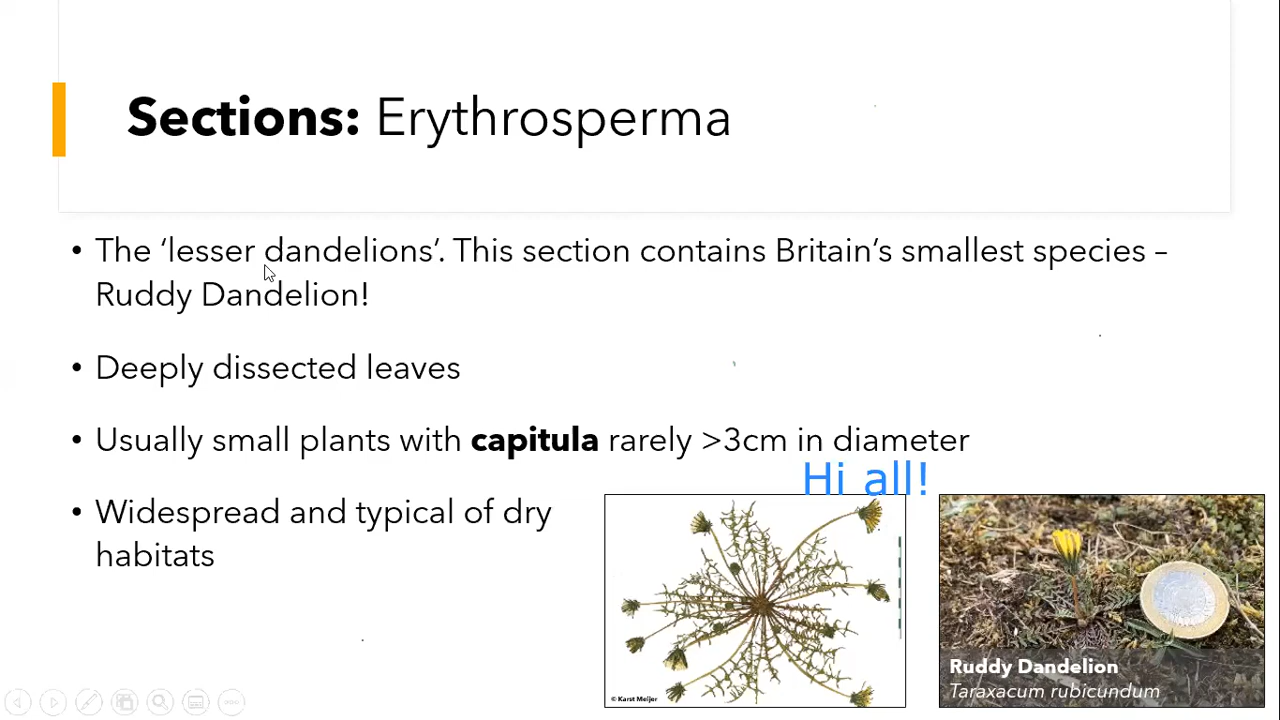 Sections: Erythrosperma
• The ‘lesser dandelions’. This section contains Britain’s smallest species –
Ruddy Dandelion!
• Deeply dissected leaves
• Usually small plants with capitula rarely >3cm in diameter
Hi all!
• Widespread and typical of dry
habitats
© Karst Meijer
Ruddy Dandelion
Taraxacum rubicundum